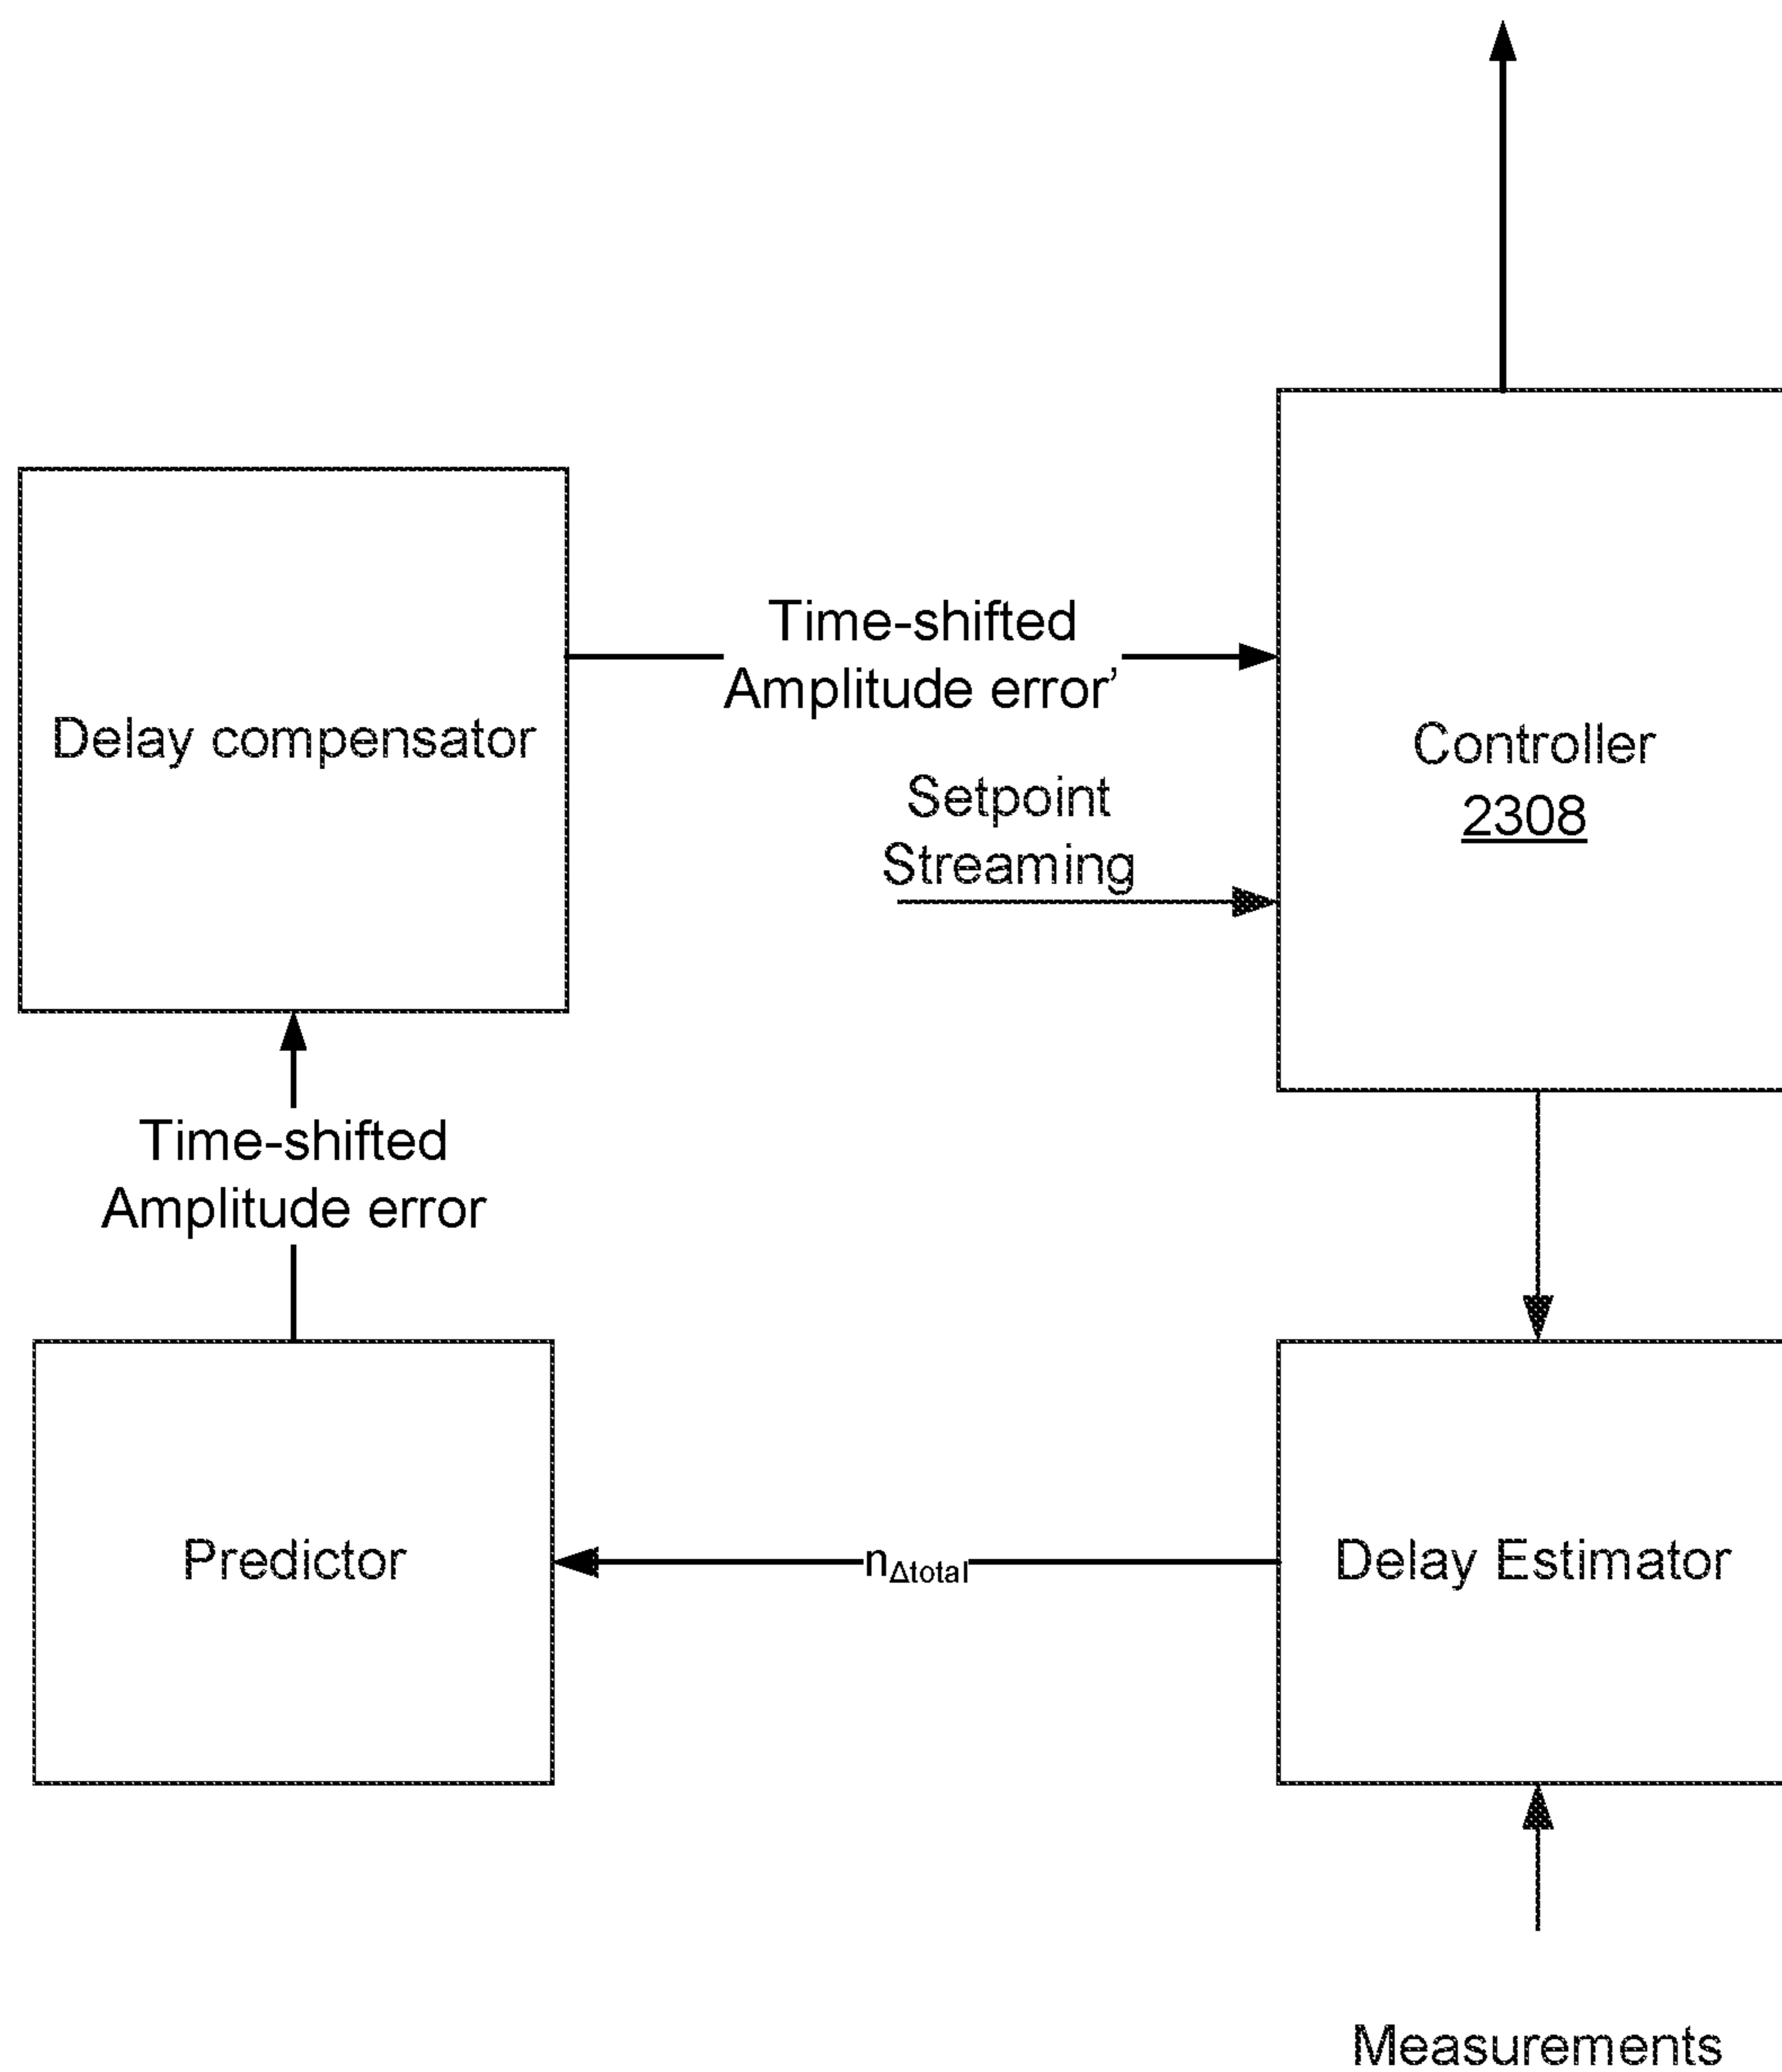 Time-shifted
Amplitude error’
Delay compensator
Controller
2308
Setpoint
Streaming
Time-shifted
Amplitude error
Predictor
nΔtotal
Delay Estimator
Measurements